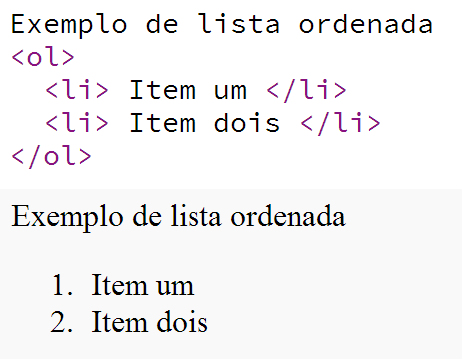 Exemplo de lista ordenada
<ol>
  <li> Item um </li>
  <li> Item dois </li>
</ol>
Exemplo de lista ordenada
1. Item um
2. Item dois